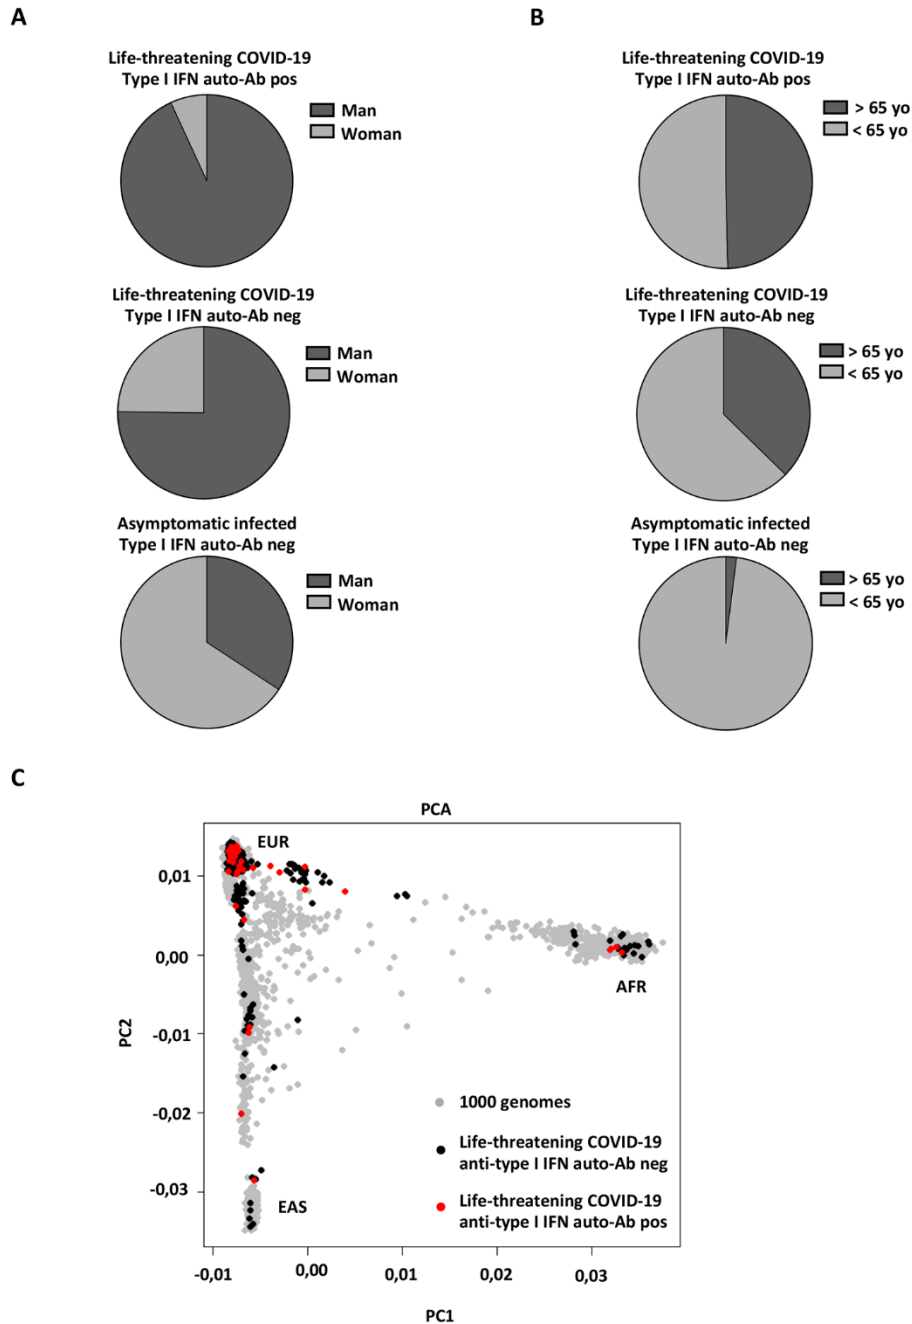 A
Life-threatening COVID-19
Type I IFN auto-Ab pos
Man
Woman
Life-threatening COVID-19
Type I IFN auto-Ab neg
Man
Woman
Asymptomatic infected
Type I IFN auto-Ab neg
Man
Woman
B
Life-threatening COVID-19
Type I IFN auto-Ab pos
> 65 yo
< 65 yo
Life-threatening COVID-19
Type I IFN auto-Ab neg
> 65 yo
< 65 yo
Asymptomatic infected
Type I IFN auto-Ab neg
> 65 yo
< 65 yo
C
PCA
EUR
AFR
EAS
0,01
0,00
-0,01
-0,02
-0,03
PC2
1000 genomes
Life-threatening COVID-19
anti-type I IFN auto-Ab neg
Life-threatening COVID-19
anti-type I IFN auto-Ab pos
-0,01
0,00
0,01
0,02
0,03
PC1